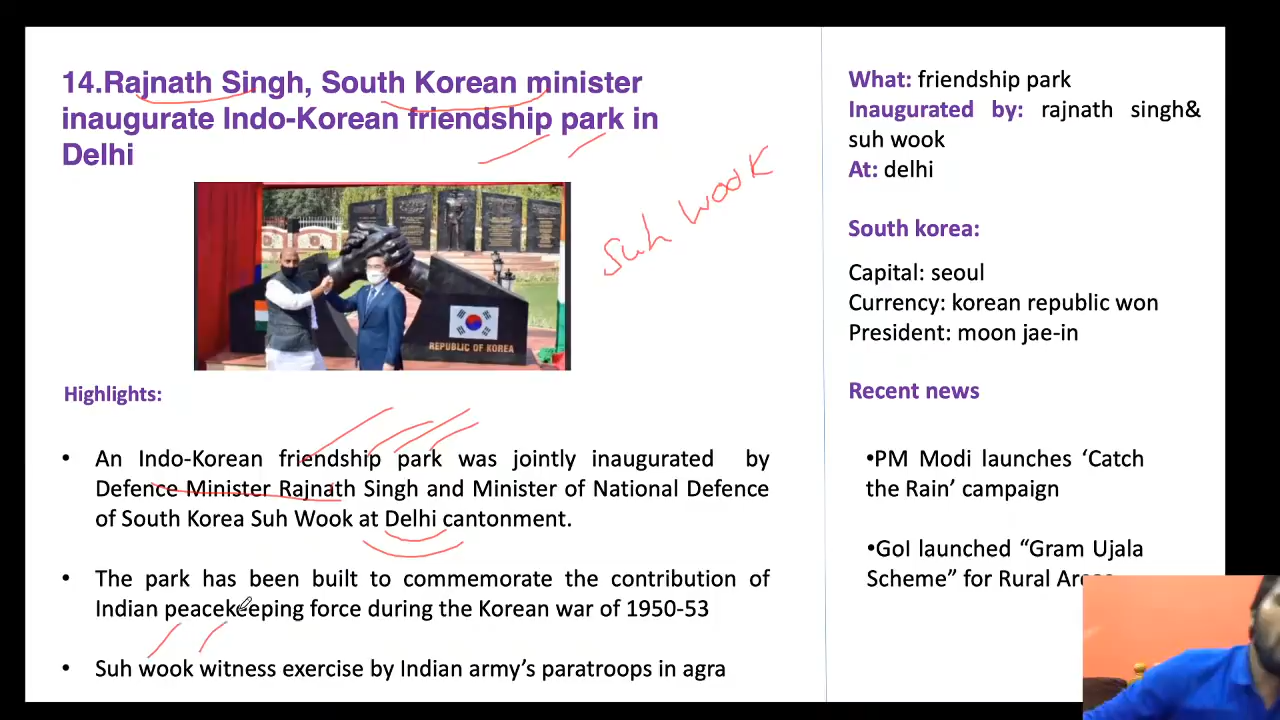 14.Rajnath Singh, South Korean minister
inaugurate Indo-Korean friendship park in
Delhi
suh wook
REPUBLIC OF KOREA
Highlights:
• An Indo-Korean friendship park was jointly inaugurated by
Defence Minister Rajnath Singh and Minister of National Defence
of South Korea Suh Wook at Delhi cantonment.
• The park has been built to commemorate the contribution of
Indian peacekeeping force during the Korean war of 1950-53
• Suh wook witness exercise by Indian army's paratroops in agra
What: friendship park
Inaugurated by: rajnath singh&
suh wook
At: delhi
South korea:
Capital: seoul
Currency: korean republic won
President: moon jae-in
Recent news
•PM Modi launches ‘Catch
the Rain’ campaign
•GoI launched “Gram Ujala
Scheme” for Rural Areas